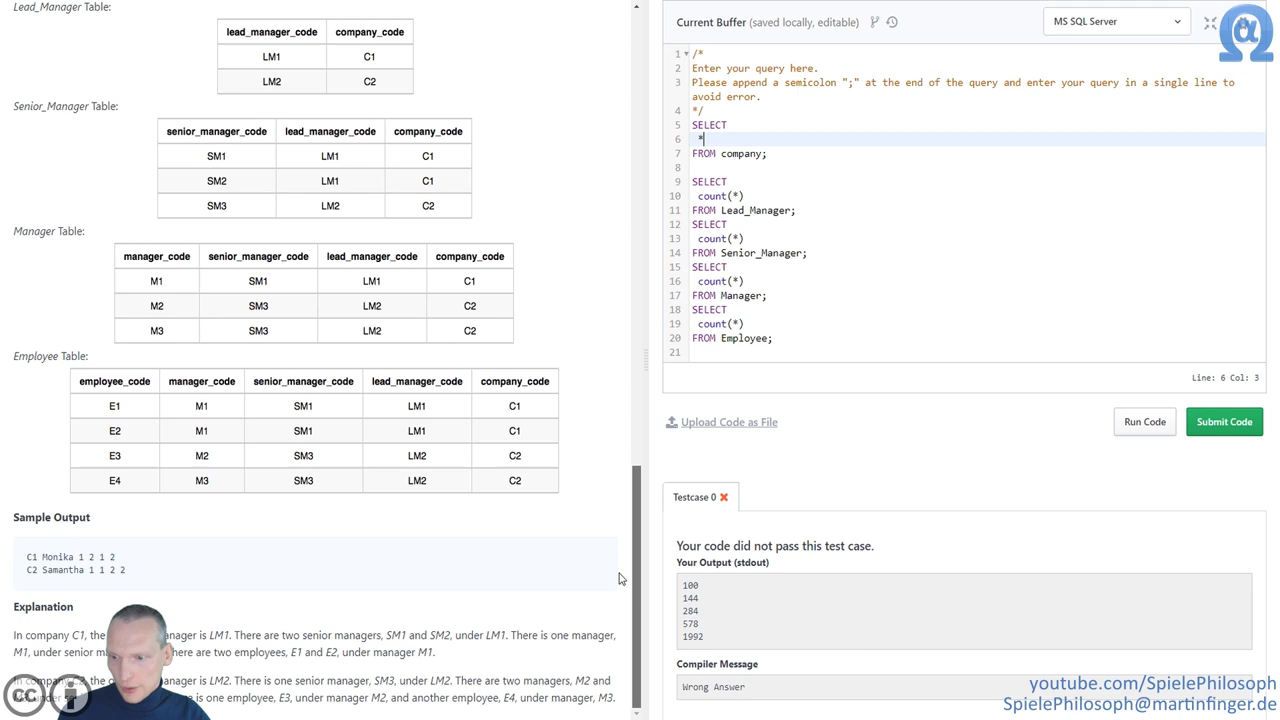 Lead_Manager Table:
lead_manager_code company_code
LM1 C1
LM2 C2
Senior_Manager Table:
senior_manager_code lead_manager_code company_code
SM1 LM1 C1
SM2 LM1 C1
SM3 LM2 C2
Manager Table:
manager_code senior_manager_code lead_manager_code company_code
M1 SM1 LM1 C1
M2 SM3 LM2 C2
M3 SM3 LM2 C2
Employee Table:
employee_code manager_code senior_manager_code lead_manager_code company_code
E1 M1 SM1 LM1 C1
E2 M1 SM1 LM1 C1
E3 M2 SM3 LM2 C2
E4 M3 SM3 LM2 C2
Sample Output
C1 Monika 1 2 1 2
C2 Samantha 1 1 2 2
Explanation
In company C1, the anager is LM1. There are two senior managers, SM1 and SM2, under LM1. There is one manager,
M1, under senior m here are two employees, E1 and E2, under manager M1.
In c LM2. There is one senior manager, SM3, under LM2. There are two managers, M2 and
is one employee, E3, under manager M2, and another employee, E4, under manager, M3.
Current Buffer (saved locally, editable)
MS SQL Server
1 /*
2 Enter your query here.
3 Please append a semicolon ";" at the end of the query and enter your query in a single line to
avoid error.
4 */
5 SELECT
6 *
7 FROM company;
8
9 SELECT
10 count(*)
11 FROM Lead_Manager;
12 SELECT
13 count(*)
14 FROM Senior_Manager;
15 SELECT
16 count(*)
17 FROM Manager;
18 SELECT
19 count(*)
20 FROM Employee;
21
Line: 6 Col: 3
Upload Code as File
Run Code
Submit Code
Testcase 0
Your code did not pass this test case.
Your Output (stdout)
100
144
284
578
1992
Compiler Message
Wrong Answer
youtube.com/SpielePhilosoph
SpielePhilosoph@martinfinger.de
cc